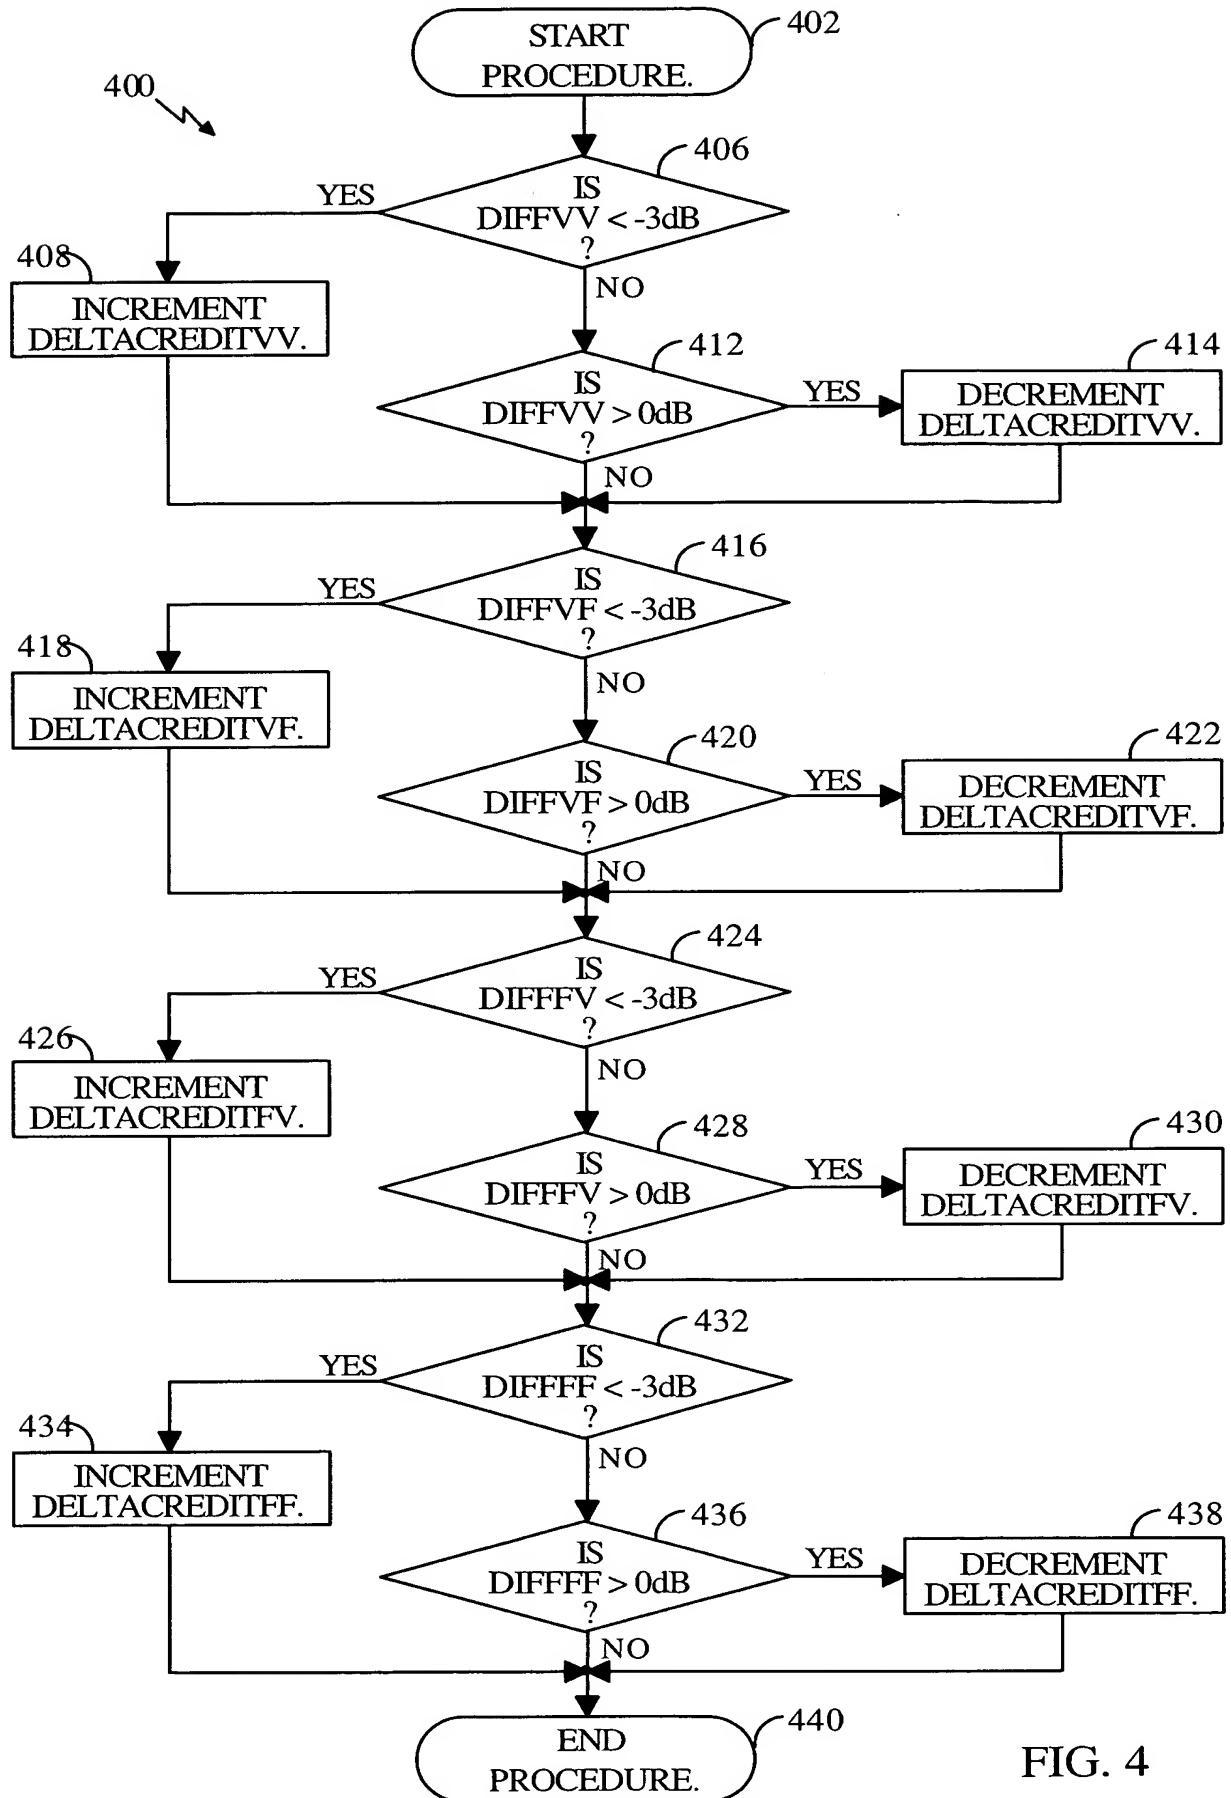 402
START
PROCEDURE.
400
406
IS
DIFFVV < -3dB
?
YES
NO
408
INCREMENT
DELTACREDITVV.
412
IS
DIFFVV > 0dB
?
YES
NO
414
DECREMENT
DELTACREDITVV.
416
IS
DIFFVF < -3dB
?
YES
NO
418
INCREMENT
DELTACREDITVF.
420
IS
DIFFVF > 0dB
?
YES
NO
422
DECREMENT
DELTACREDITVF.
424
IS
DIFFFV < -3dB
?
YES
NO
426
INCREMENT
DELTACREDITFV.
428
IS
DIFFFV > 0dB
?
YES
NO
430
DECREMENT
DELTACREDITFV.
432
IS
DIFFFF < -3dB
?
YES
NO
434
INCREMENT
DELTACREDITFF.
436
IS
DIFFFF > 0dB
?
YES
NO
438
DECREMENT
DELTACREDITFF.
440
END
PROCEDURE.
FIG. 4